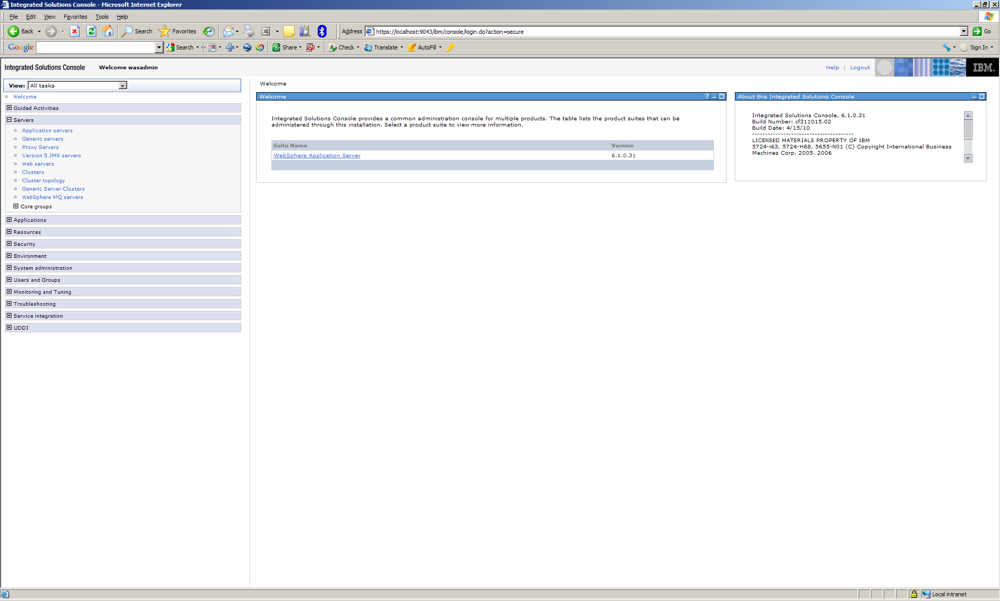 Integrated Solutions Console - Microsoft Internet Explorer
File Edit View Favorites Tools Help
Back Search Favorites Address https://localhost:9043/ibm/console/login.do?action=secure Go
Google Search Share Check Translate AutoFill Sign In
Integrated Solutions Console Welcome wasadmin Help | Logout IBM.
View: All tasks
Welcome
Guided Activities
Servers
Application servers
Generic servers
Proxy Servers
Version 5 JMS servers
Web servers
Clusters
Cluster topology
Generic Server Clusters
WebSphere MQ servers
Core groups
Applications
Resources
Security
Environment
System administration
Users and Groups
Monitoring and Tuning
Troubleshooting
Service integration
UDDI
Welcome
Welcome ?
Integrated Solutions Console provides a common administration console for multiple products. The table lists the product suites that can be
administered through this installation. Select a product suite to view more information.
Suite Name Version
WebSphere Application Server 6.1.0.31
About this Integrated Solutions Console
Integrated Solutions Console, 6.1.0.31
Build Number: cf311015.02
Build Date: 4/15/10
---------------------------------------
LICENSED MATERIALS PROPERTY OF IBM
5724-i63, 5724-H88, 5655-N01 (C) Copyright International Business
Machines Corp. 2005, 2006
Local intranet